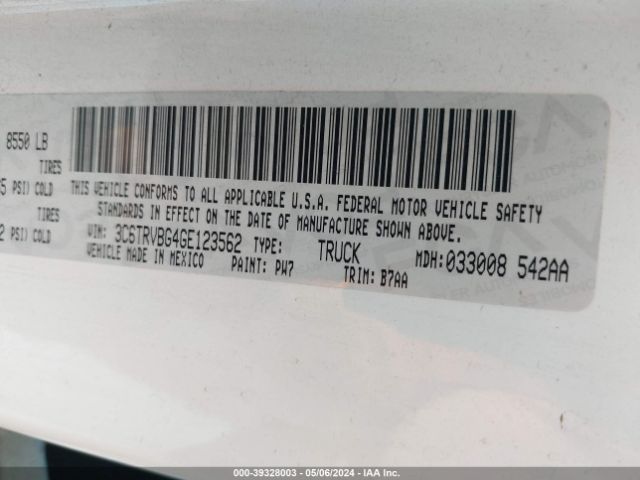 8550 LB
TIRES
5 PSI) COLD
TIRES
2 PSI) COLD
THIS VEHICLE CONFORMS TO ALL APPLICABLE U.S.A. FEDERAL MOTOR VEHICLE SAFETY
STANDARDS IN EFFECT ON THE DATE OF MANUFACTURE SHOWN ABOVE.
VIN: 3C6TRVBG4GE123562 TYPE: TRUCK MDH: 033008 542AA
VEHICLE MADE IN MEXICO PAINT: PW7 TRIM: B7AA
000-39328003 — 05/06/2024 — IAA Inc.